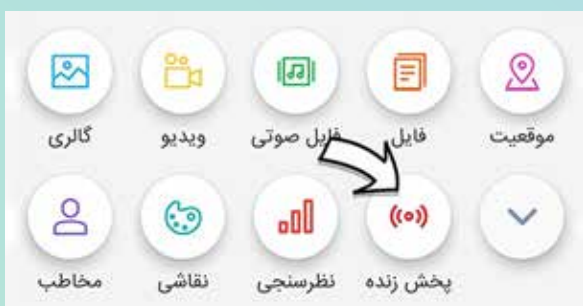 موقعیت فایل فایل صوتی ویدیو گالری
پخش زنده نظرسنجی نقاشی مخاطب